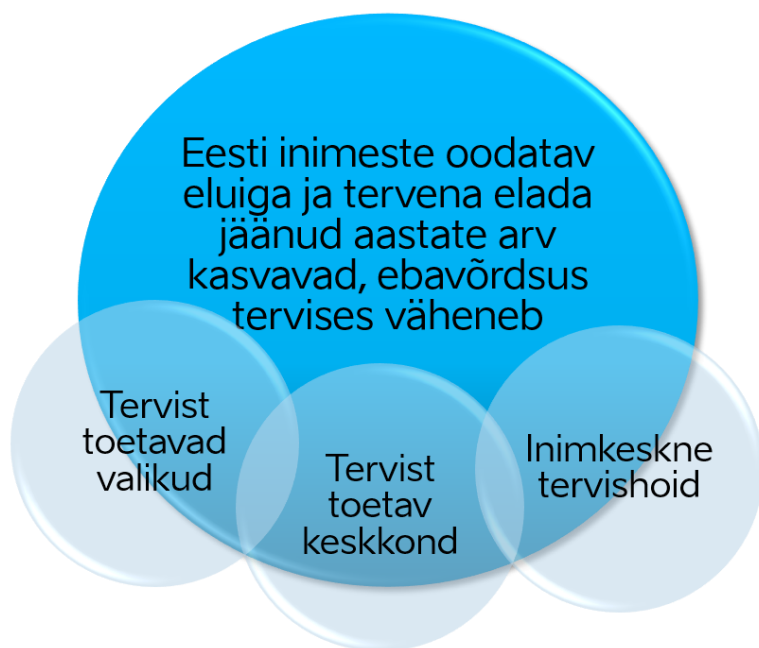 Eesti inimeste oodatav
eluiga ja tervena elada
jäänud aastate arv
kasvavad, ebavõrdsus
tervises väheneb
Tervist
toetavad
valikud
Tervist
toetav
keskkond
Inimkeskne
tervishoid